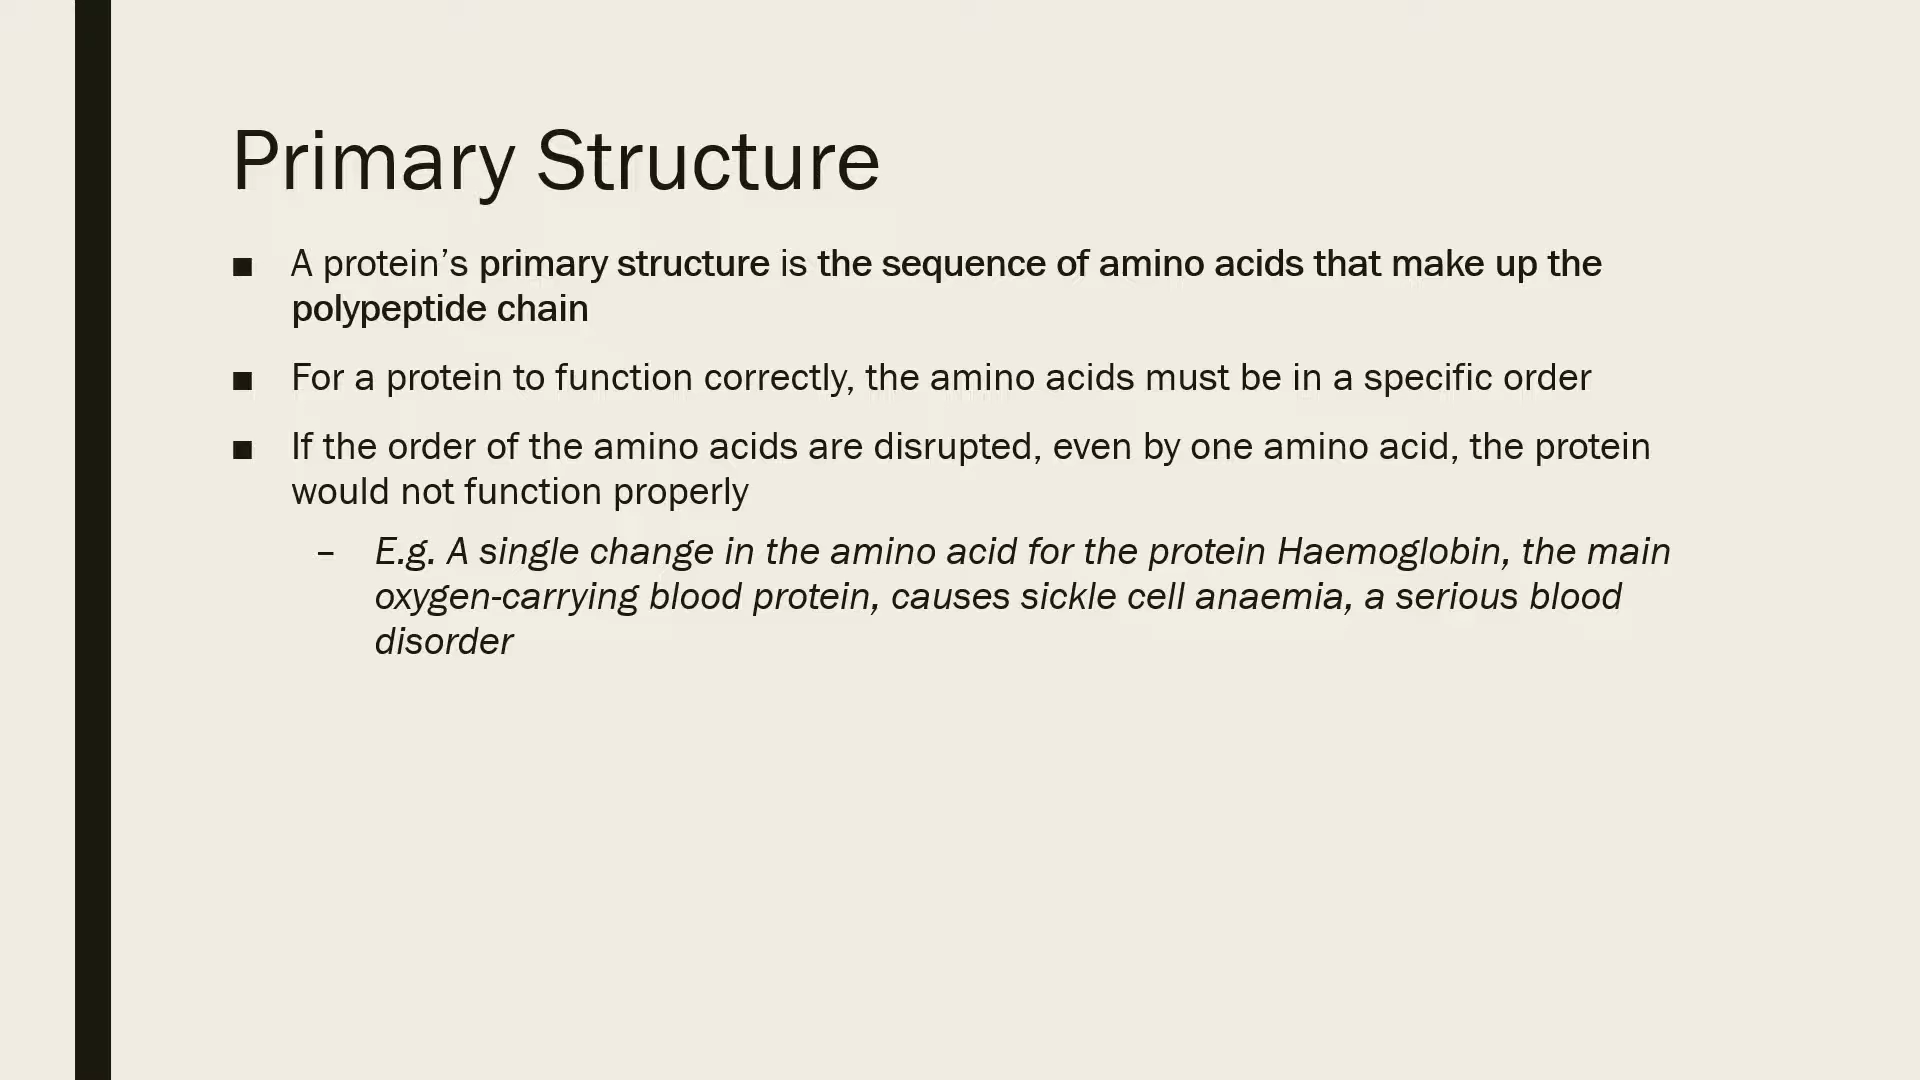 Primary Structure
■ A protein’s primary structure is the sequence of amino acids that make up the
polypeptide chain
■ For a protein to function correctly, the amino acids must be in a specific order
■ If the order of the amino acids are disrupted, even by one amino acid, the protein
would not function properly
– E.g. A single change in the amino acid for the protein Haemoglobin, the main
oxygen-carrying blood protein, causes sickle cell anaemia, a serious blood
disorder